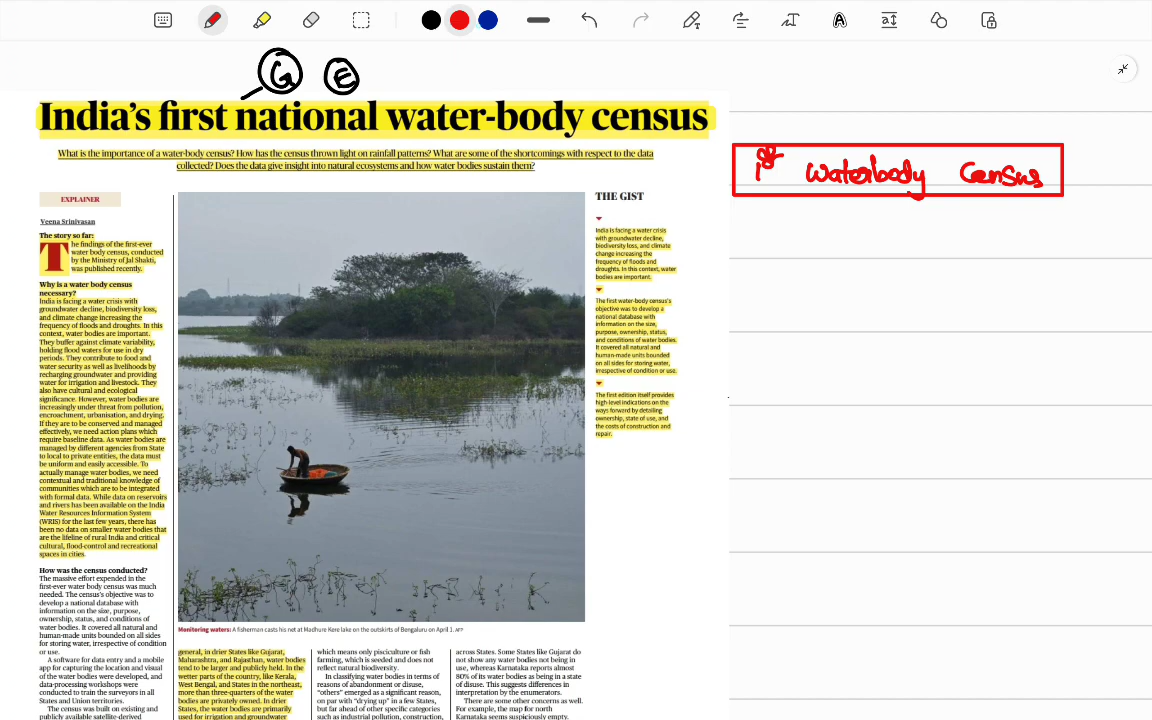 G E
India's first national water-body census
What is the importance of a water-body census? How has the census thrown light on rainfall patterns? What are some of the shortcomings with respect to the data
collected? Does the data give insight into natural ecosystems and how water bodies sustain them?
1st Waterbody Census
EXPLAINER
Veena Srinivasan
The story so far:
The findings of the first-ever
water body census, conducted
by the Ministry of Jal Shakti,
was published recently.
Why is a water body census
necessary?
India is facing a water crisis with
groundwater decline, biodiversity loss,
and climate change increasing the
frequency of floods and droughts. In this
context, water bodies are important.
They buffer against climate variability,
holding flood waters for use in dry
periods. They contribute to food and
water security as well as livelihoods by
recharging groundwater and providing
water for irrigation and livestock. They
also have cultural and ecological
significance. However, water bodies are
increasingly under threat from pollution,
encroachment, urbanisation, and drying.
If they are to be conserved and managed
effectively, we need action plans which
require baseline data. As water bodies are
managed by different agencies from State
to local to private entities, the data must
be uniform and easily accessible. To
actually manage water bodies, we need
contextual and traditional knowledge of
communities which are to be integrated
with formal data. While data on reservoirs
and rivers has been available on the India
Water Resources Information System
(WRIS) for the last few years, there has
been no data on smaller water bodies that
are the lifeline of rural India and critical
cultural, flood-control and recreational
spaces in cities.
How was the census conducted?
The massive effort expended in the
first-ever water body census was much
needed. The census's objective was to
develop a national database with
information on the size, purpose,
ownership, status, and conditions of
water bodies. It covered all natural and
human-made units bounded on all sides
for storing water, irrespective of condition
or use.
A software for data entry and a mobile
app for capturing the location and visual
of the water bodies were developed, and
data-processing workshops were
conducted to train the surveyors in all
States and Union territories.
The census was built on existing and
publicly available satellite-derived
Monitoring waters: A fisherman casts his net at Madhure Kere lake on the outskirts of Bengaluru on April 1. AFP
general, in drier States like Gujarat,
Maharashtra, and Rajasthan, water bodies
tend to be larger and publicly held. In the
wetter parts of the country, like Kerala,
West Bengal, and States in the northeast,
more than three-quarters of the water
bodies are privately owned. In drier
States, the water bodies are primarily
used for irrigation and groundwater
which means only pisciculture or fish
farming, which is seeded and does not
reflect natural biodiversity.
In classifying water bodies in terms of
reasons of abandonment or disuse,
"others" emerged as a significant reason,
on par with "drying up" in a few States,
but far ahead of other specific categories
such as industrial pollution, construction,
across States. Some States like Gujarat do
not show any water bodies not being in
use, whereas Karnataka reports almost
80% of its water bodies as being in a state
of disuse. This suggests differences in
interpretation by the enumerators.
There are some other concerns as well.
For example, the map for north
Karnataka seems suspiciously empty.
THE GIST
India is facing a water crisis
with groundwater decline,
biodiversity loss, and climate
change increasing the
frequency of floods and
droughts. In this context, water
bodies are important.
The first water-body census's
objective was to develop a
national database with
information on the size,
purpose, ownership, status,
and conditions of water bodies.
It covered all natural and
human-made units bounded
on all sides for storing water,
irrespective of condition or use.
The first edition itself provides
high-level indications on the
ways forward by detailing
ownership, state of use, and
the costs of construction and
repair.